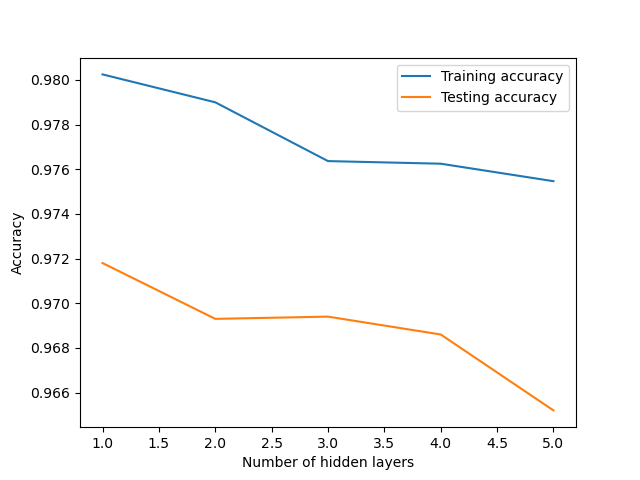 Training accuracy
Testing accuracy
0.980
0.978
0.976
0.974
0.972
0.970
0.968
0.966
Accuracy
1.0 1.5 2.0 2.5 3.0 3.5 4.0 4.5 5.0
Number of hidden layers